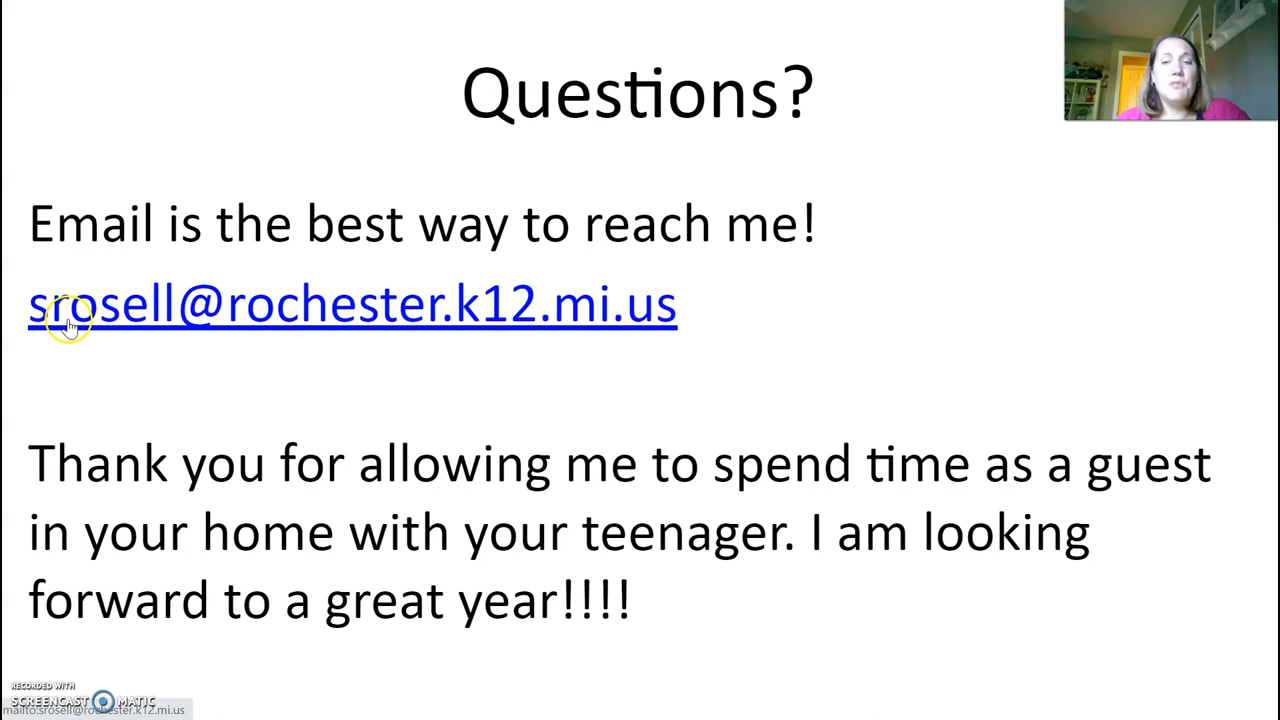 Questions?
Email is the best way to reach me!
srosell@rochester.k12.mi.us
Thank you for allowing me to spend time as a guest
in your home with your teenager. I am looking
forward to a great year!!!!
RECORDED WITH
SCREENCAST MATIC
mailto:srosell@rochester.k12.mi.us